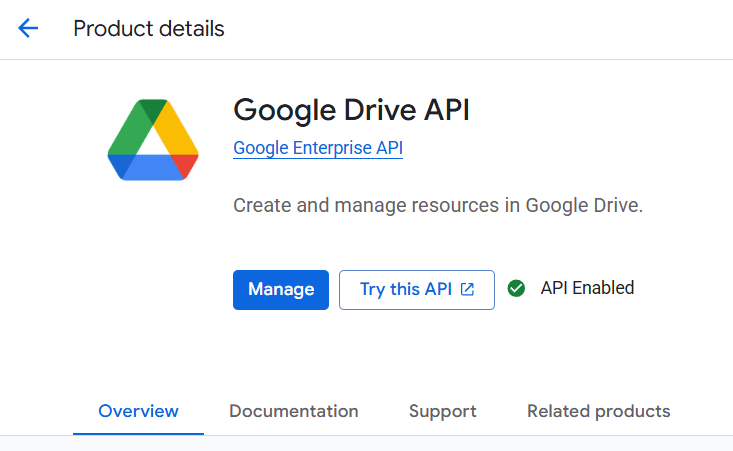 Product details
Google Drive API
Google Enterprise API
Create and manage resources in Google Drive.
Manage Try this API API Enabled
Overview Documentation Support Related products